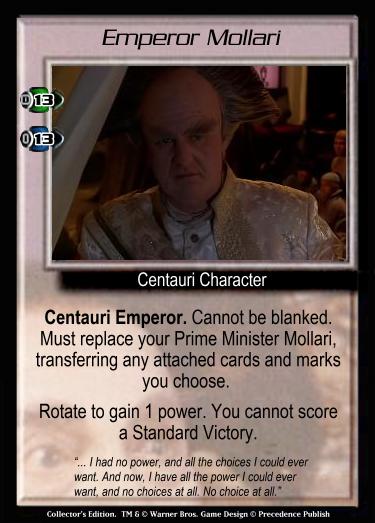 Emperor Mollari
D 13
I 13
Centauri Character
Centauri Emperor. Cannot be blanked.
Must replace your Prime Minister Mollari,
transferring any attached cards and marks
you choose.
Rotate to gain 1 power. You cannot score
a Standard Victory.
"... I had no power, and all the choices I could ever
want. And now, I have all the power I could ever
want, and no choices at all. No choice at all."
Collector's Edition. TM & © Warner Bros. Game Design © Precedence Publish